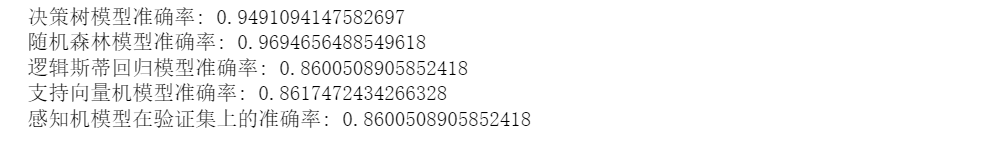 决策树模型准确率: 0.9491094147582697
随机森林模型准确率: 0.9694656488549618
逻辑斯蒂回归模型准确率: 0.8600508905852418
支持向量机模型准确率: 0.8617472434266328
感知机模型在验证集上的准确率: 0.8600508905852418